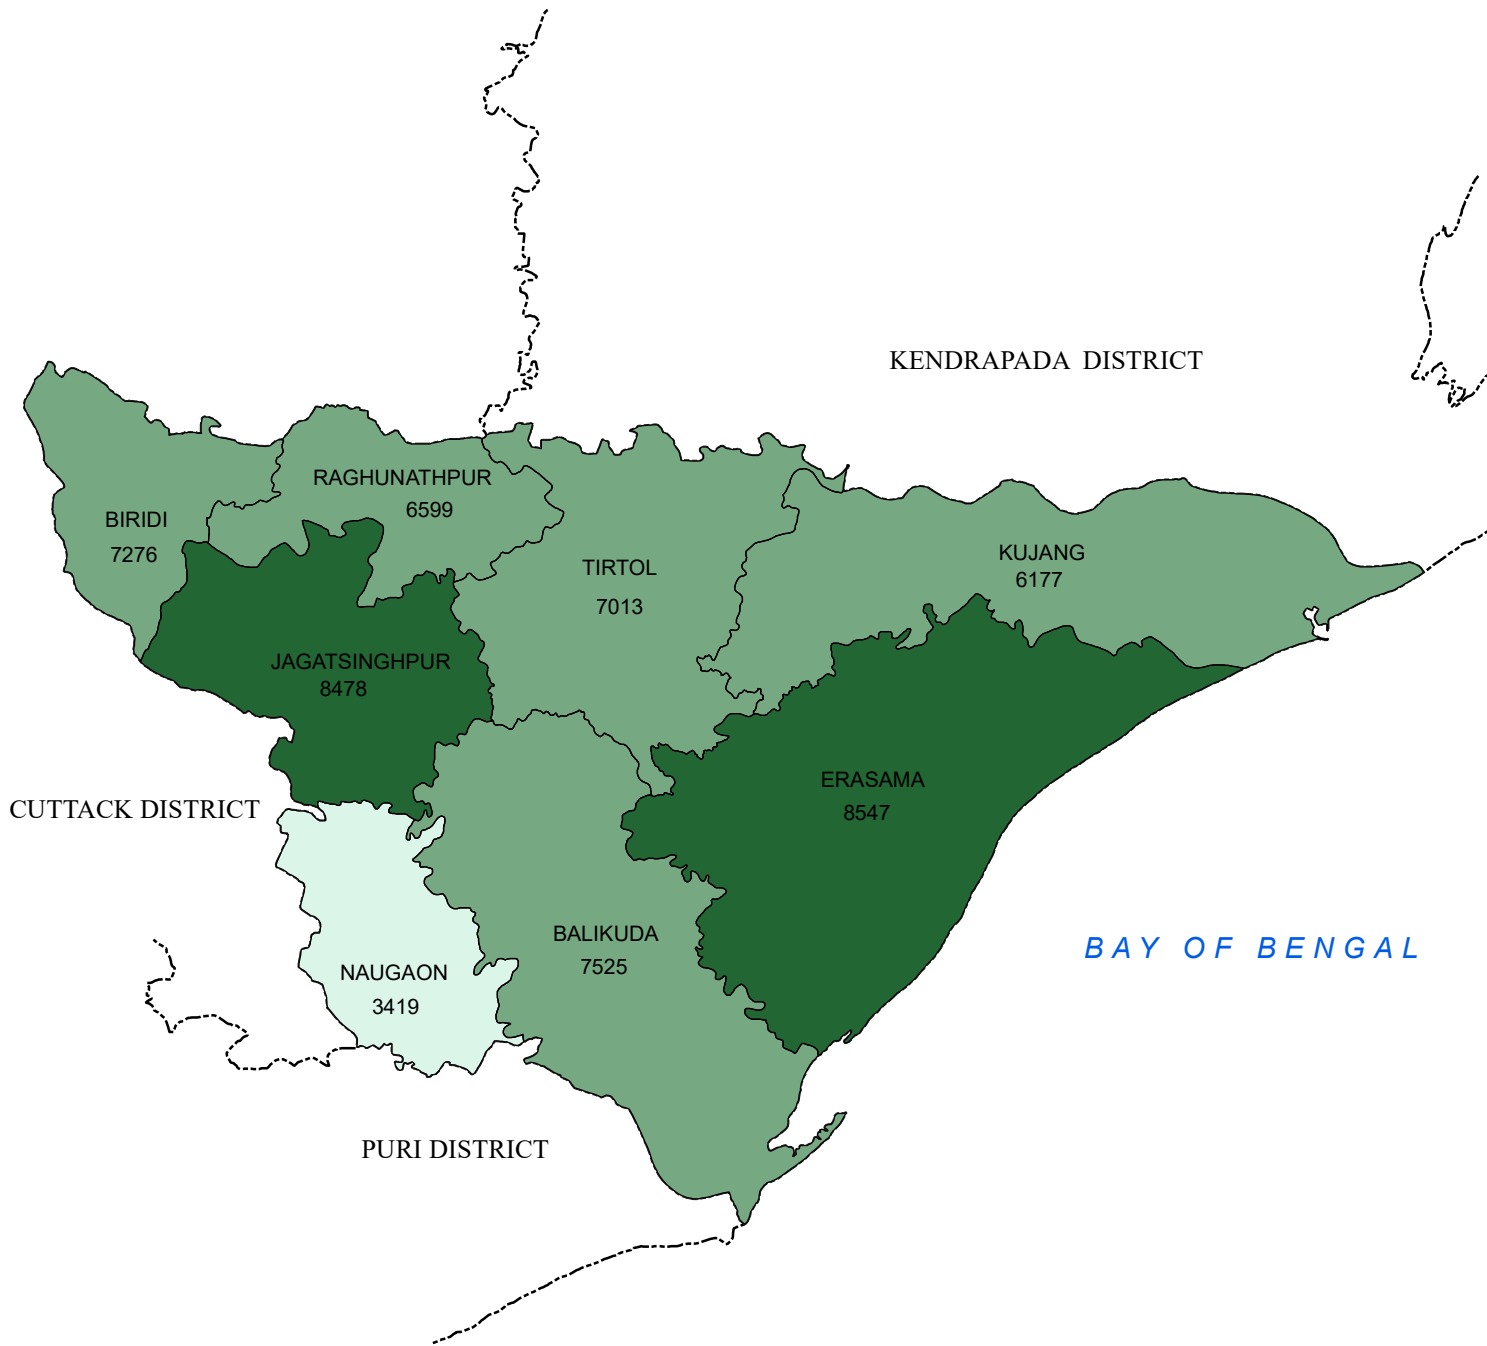 KENDRAPADA DISTRICT
RAGHUNATHPUR
6599
BIRIDI
7276
TIRTOL
7013
KUJANG
6177
JAGATSINGHPUR
8478
ERASAMA
8547
CUTTACK DISTRICT
BALIKUDA
7525
BAY OF BENGAL
NAUGAON
3419
PURI DISTRICT